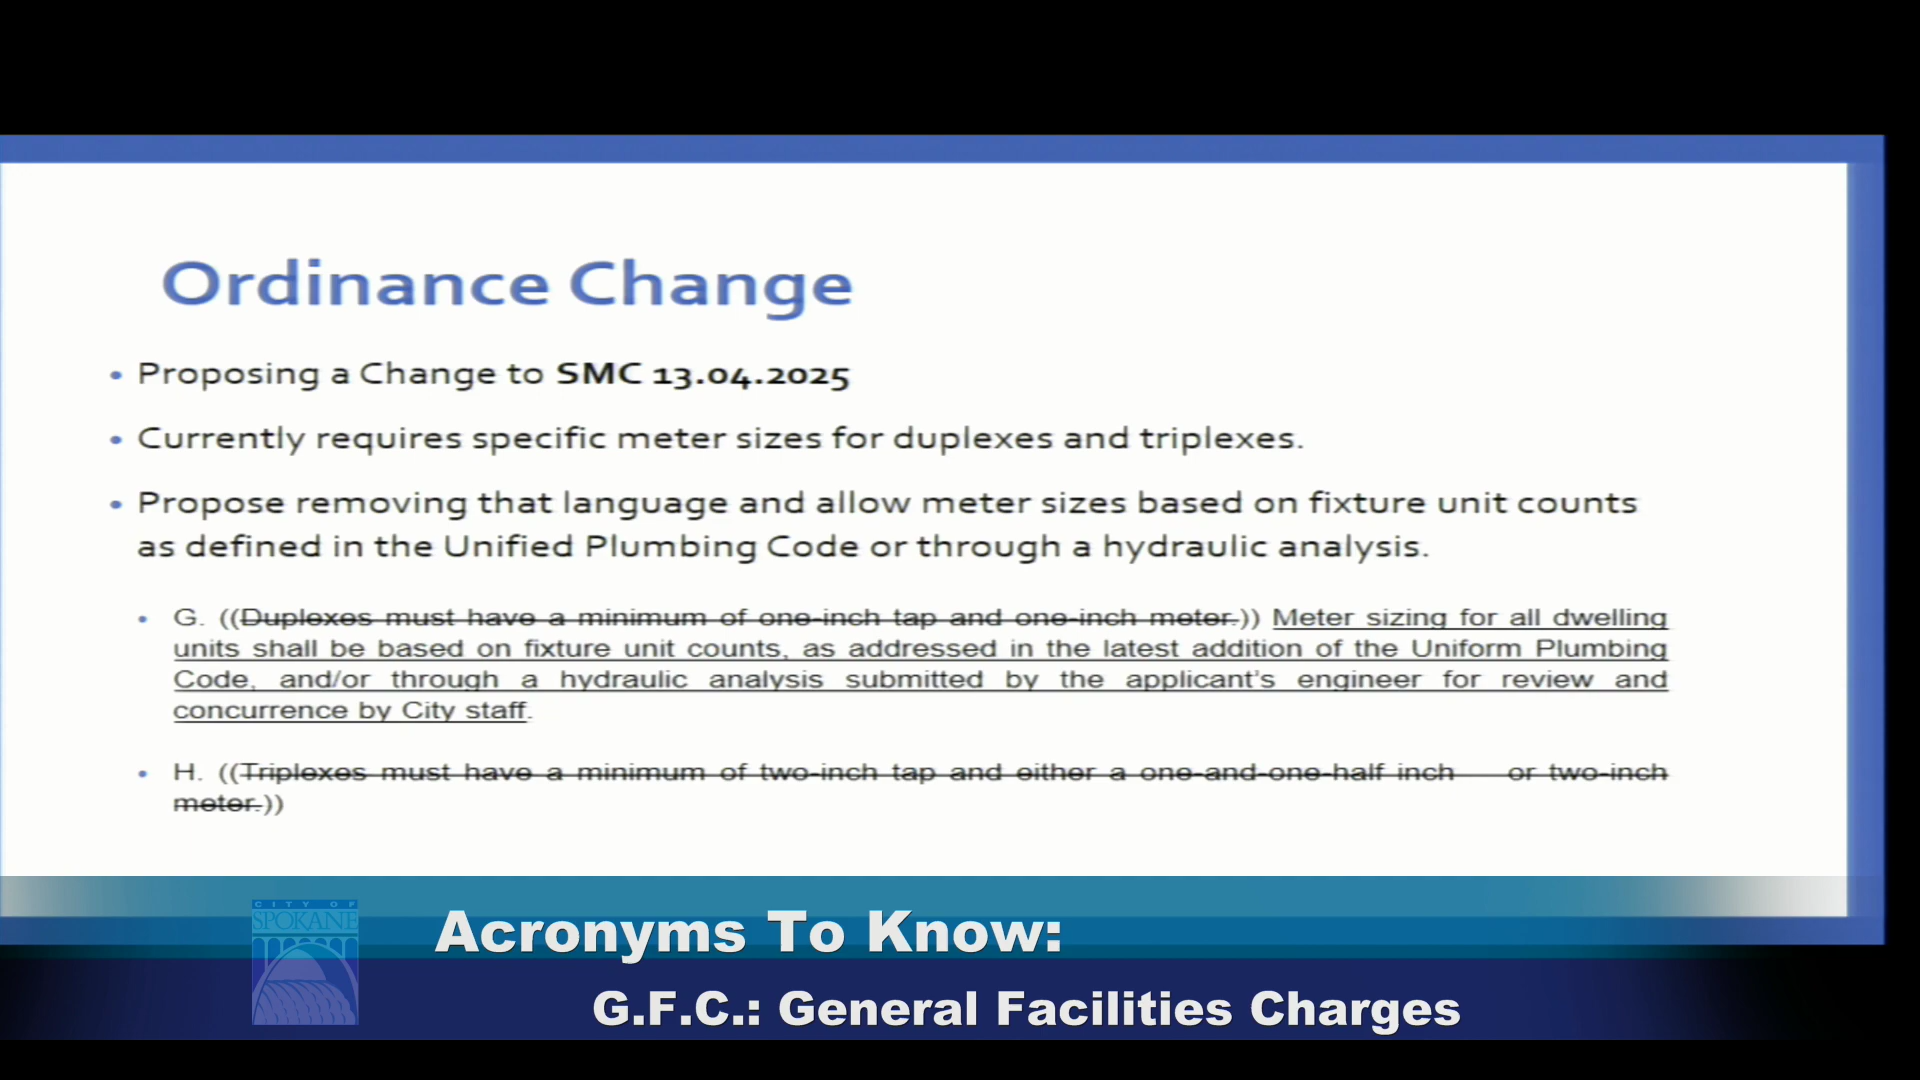 Ordinance Change
• Proposing a Change to SMC 13.04.2025
• Currently requires specific meter sizes for duplexes and triplexes.
• Propose removing that language and allow meter sizes based on fixture unit counts
as defined in the Unified Plumbing Code or through a hydraulic analysis.
• G. ((Duplexes must have a minimum of one-inch tap and one-inch meter.)) Meter sizing for all dwelling
units shall be based on fixture unit counts, as addressed in the latest addition of the Uniform Plumbing
Code, and/or through a hydraulic analysis submitted by the applicant's engineer for review and
concurrence by City staff.
• H. ((Triplexes must have a minimum of two-inch tap and either a one-and-one-half inch or two-inch
meter.))
CITY OF
SPOKANE
Acronyms To Know:
G.F.C.: General Facilities Charges